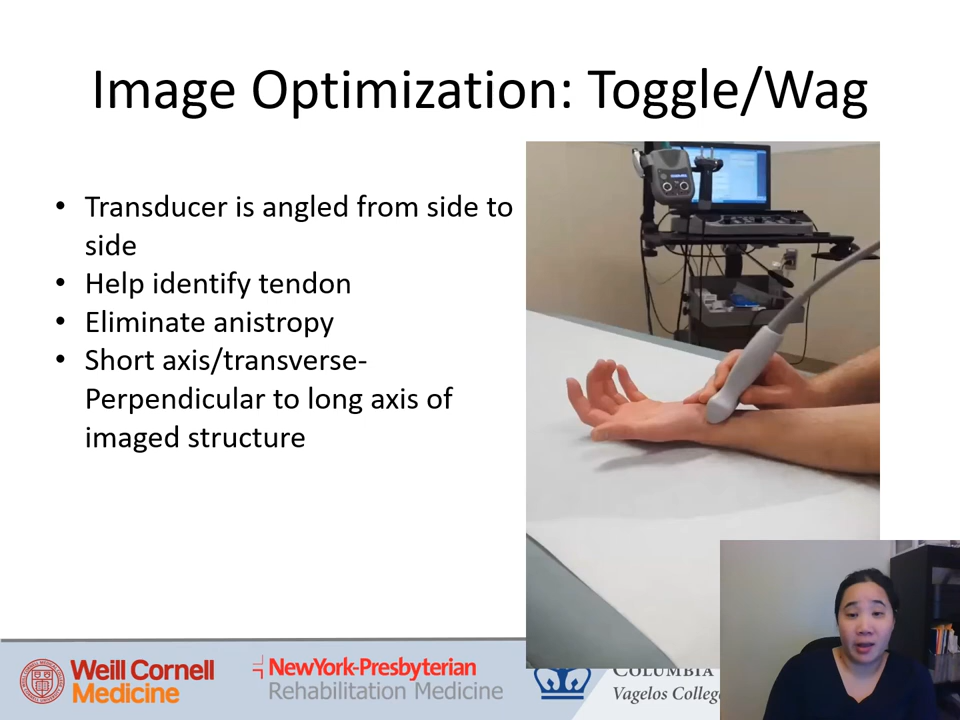 Image Optimization: Toggle/Wag
• Transducer is angled from side to
side
• Help identify tendon
• Eliminate anistropy
• Short axis/transverse-
Perpendicular to long axis of
imaged structure
Weill Cornell
Medicine
NewYork-Presbyterian
Rehabilitation Medicine
COLUMBIA
Vagelos College